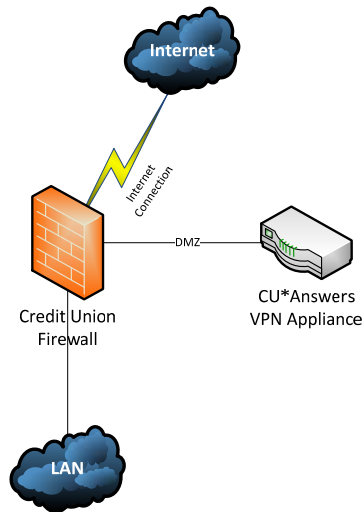 Internet
Internet
Connection
DMZ
Credit Union
Firewall
CU*Answers
VPN Appliance
LAN